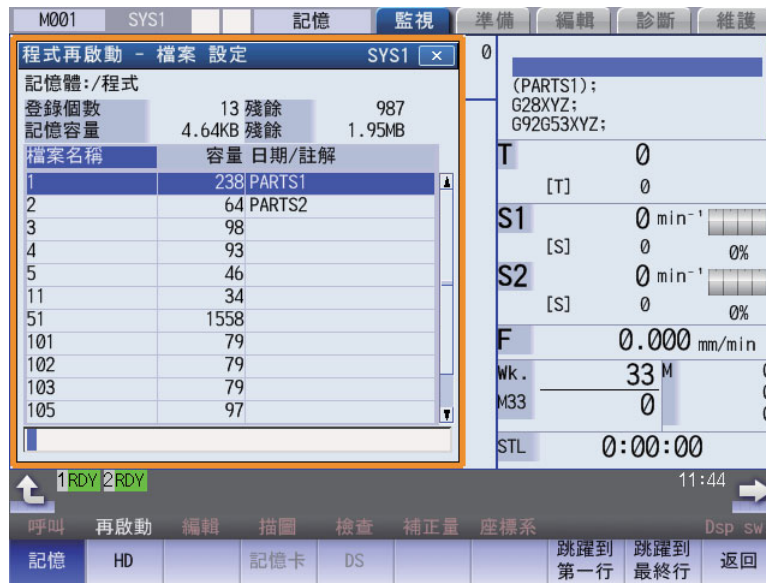 M001 SYS1 記憶 監視 準備 編輯 診斷 維護
程式再啟動 - 檔案 設定 SYS1 ×
記憶體:/程式
登錄個數 13 殘餘 987
記憶容量 4.64KB 殘餘 1.95MB
檔案名稱 容量 日期/註解
1 238 PARTS1
2 64 PARTS2
3 98
4 93
5 46
11 34
51 1558
101 79
102 79
103 79
105 97
0
(PARTS1);
G28XYZ;
G92G53XYZ;
T 0
[T] 0
S1 0 min⁻¹
[S] 0 0%
S2 0 min⁻¹
[S] 0 0%
F 0.000 mm/min
Wk. 33 M
M33 0
STL 0:00:00
1RDY 2RDY 11:44
呼叫 再啟動 編輯 描圖 檢查 補正量 座標系 Dsp sw
記憶 HD 記憶卡 DS 跳躍到第一行 跳躍到最終行 返回